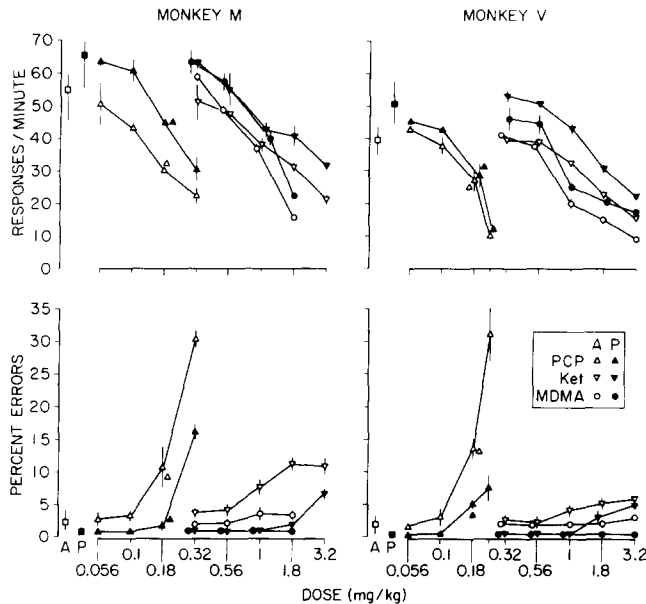 MONKEY M
MONKEY V
RESPONSES / MINUTE
70
60
50
40
30
20
10
0
PERCENT ERRORS
35
30
25
20
15
10
5
0
A P
PCP
Ket
MDMA
A P
0.056
0.1
0.18
0.32
0.56
1
1.8
3.2
A P
0.056
0.1
0.18
0.32
0.56
1
1.8
3.2
DOSE (mg/kg)